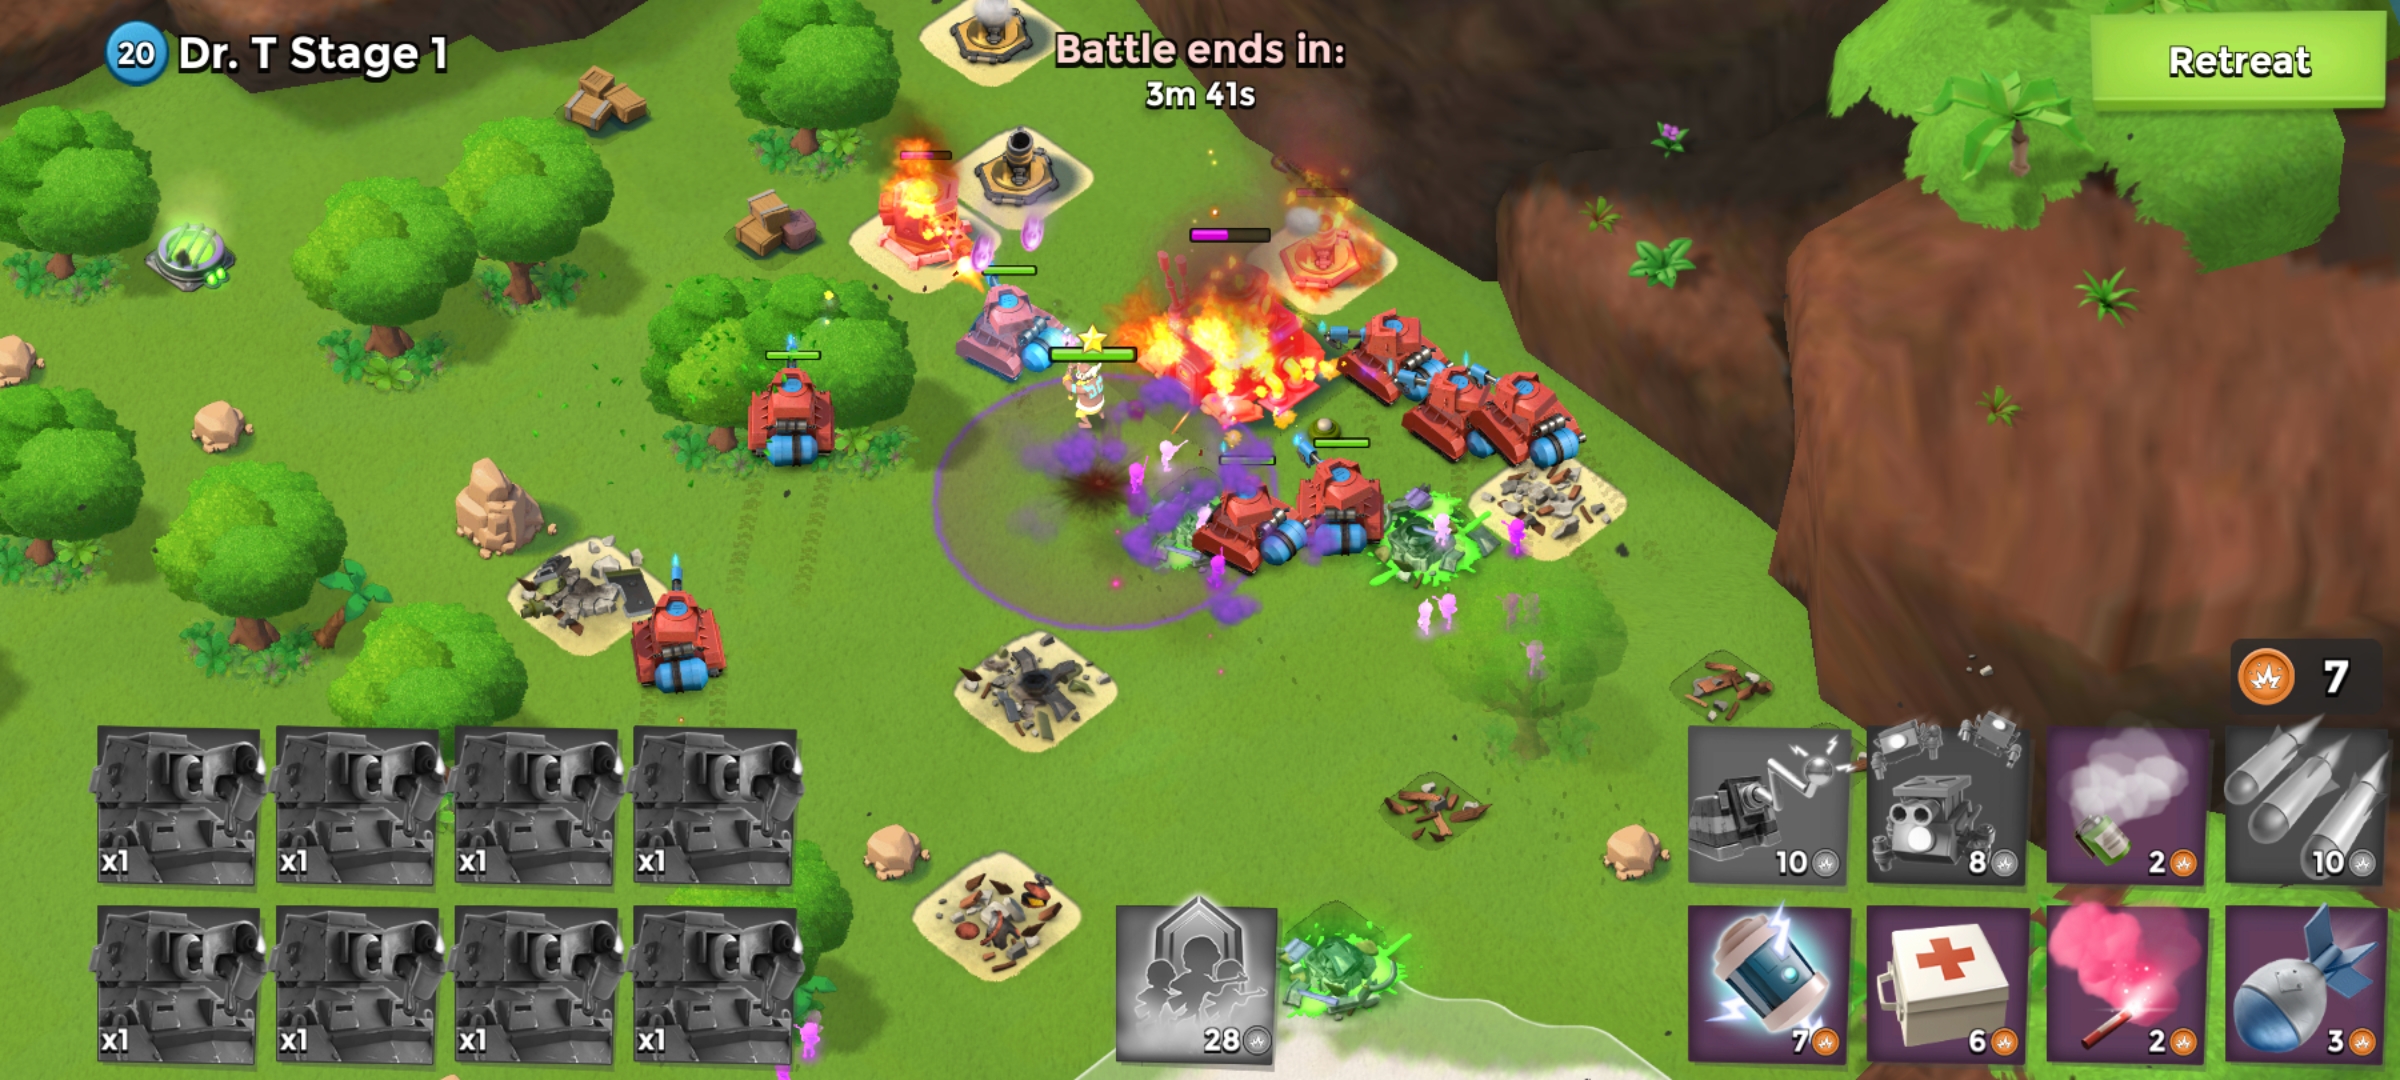 20 Dr. T Stage 1
Battle ends in:
3m 41s
Retreat
7
x1 x1 x1 x1
10 8 2 10
x1 x1 x1 x1
28
7 6 2 3